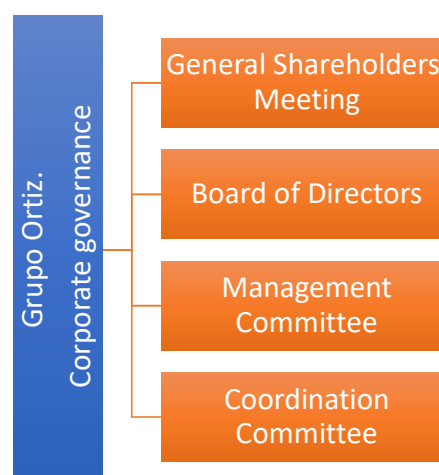 Grupo Ortiz.
Corporate governance
General Shareholders
Meeting
Board of Directors
Management
Committee
Coordination
Committee